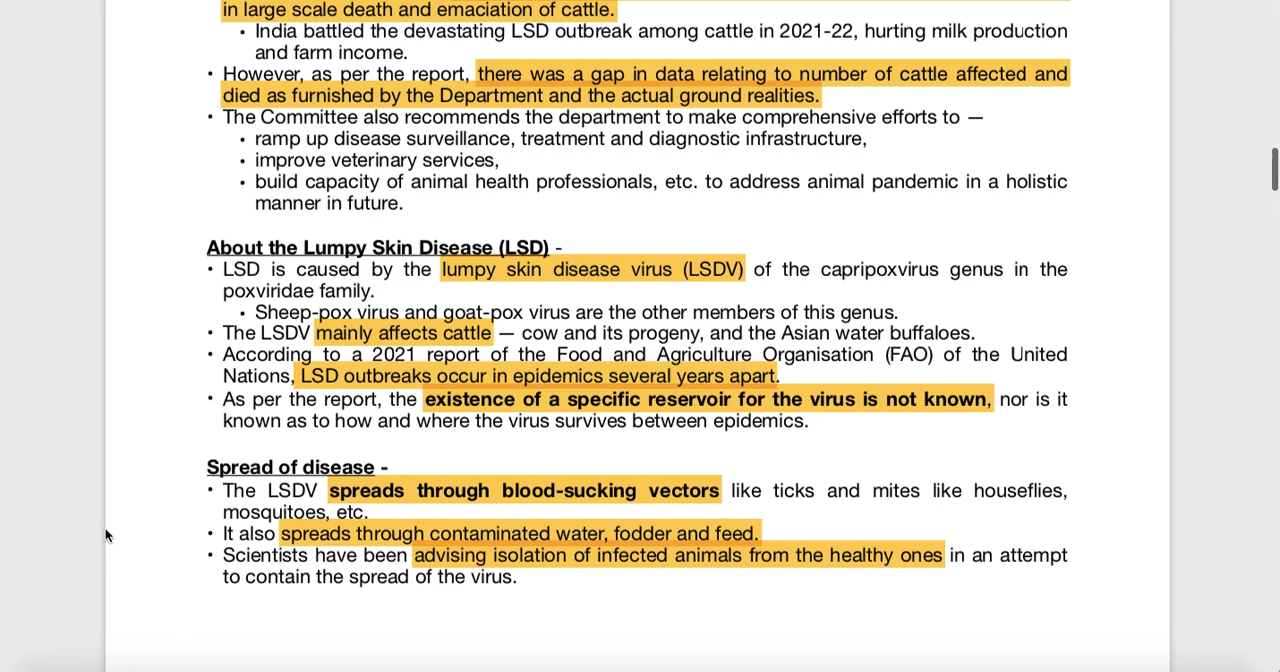 in large scale death and emaciation of cattle.
• India battled the devastating LSD outbreak among cattle in 2021-22, hurting milk production
and farm income.
• However, as per the report, there was a gap in data relating to number of cattle affected and
died as furnished by the Department and the actual ground realities.
• The Committee also recommends the department to make comprehensive efforts to —
• ramp up disease surveillance, treatment and diagnostic infrastructure,
• improve veterinary services,
• build capacity of animal health professionals, etc. to address animal pandemic in a holistic
manner in future.
About the Lumpy Skin Disease (LSD) -
• LSD is caused by the lumpy skin disease virus (LSDV) of the capripoxvirus genus in the
poxviridae family.
• Sheep-pox virus and goat-pox virus are the other members of this genus.
• The LSDV mainly affects cattle — cow and its progeny, and the Asian water buffaloes.
• According to a 2021 report of the Food and Agriculture Organisation (FAO) of the United
Nations, LSD outbreaks occur in epidemics several years apart.
• As per the report, the existence of a specific reservoir for the virus is not known, nor is it
known as to how and where the virus survives between epidemics.
Spread of disease -
• The LSDV spreads through blood-sucking vectors like ticks and mites like houseflies,
mosquitoes, etc.
• It also spreads through contaminated water, fodder and feed.
• Scientists have been advising isolation of infected animals from the healthy ones in an attempt
to contain the spread of the virus.